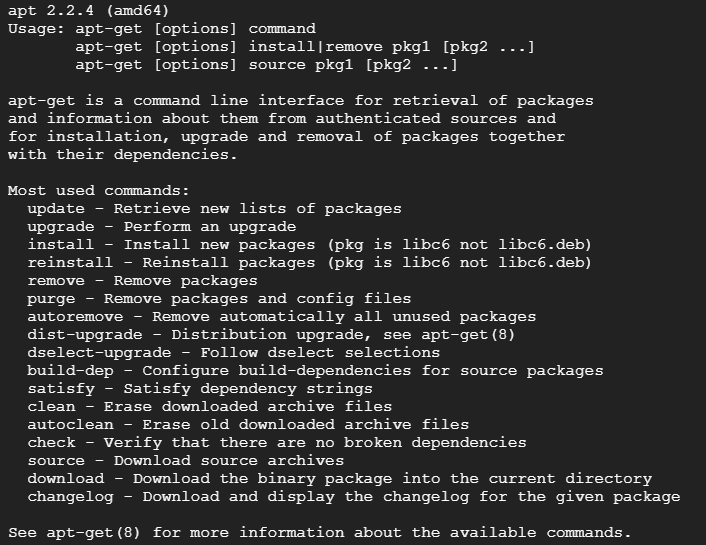 apt 2.2.4 (amd64)
Usage: apt-get [options] command
       apt-get [options] install|remove pkg1 [pkg2 ...]
       apt-get [options] source pkg1 [pkg2 ...]

apt-get is a command line interface for retrieval of packages
and information about them from authenticated sources and
for installation, upgrade and removal of packages together
with their dependencies.

Most used commands:
  update - Retrieve new lists of packages
  upgrade - Perform an upgrade
  install - Install new packages (pkg is libc6 not libc6.deb)
  reinstall - Reinstall packages (pkg is libc6 not libc6.deb)
  remove - Remove packages
  purge - Remove packages and config files
  autoremove - Remove automatically all unused packages
  dist-upgrade - Distribution upgrade, see apt-get(8)
  dselect-upgrade - Follow dselect selections
  build-dep - Configure build-dependencies for source packages
  satisfy - Satisfy dependency strings
  clean - Erase downloaded archive files
  autoclean - Erase old downloaded archive files
  check - Verify that there are no broken dependencies
  source - Download source archives
  download - Download the binary package into the current directory
  changelog - Download and display the changelog for the given package

See apt-get(8) for more information about the available commands.